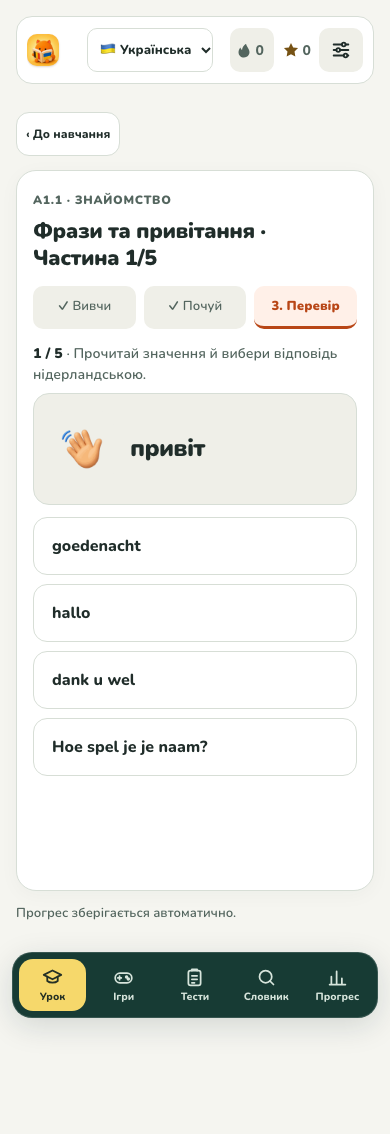 Українська
0
0
‹ До навчання
A1.1 · ЗНАЙОМСТВО
Фрази та привітання ·
Частина 1/5
✓ Вивчи
✓ Почуй
3. Перевір
1 / 5 · Прочитай значення й вибери відповідь
нідерландською.
привіт
goedenacht
hallo
dank u wel
Hoe spel je je naam?
Прогрес зберігається автоматично.
Урок
Ігри
Тести
Словник
Прогрес